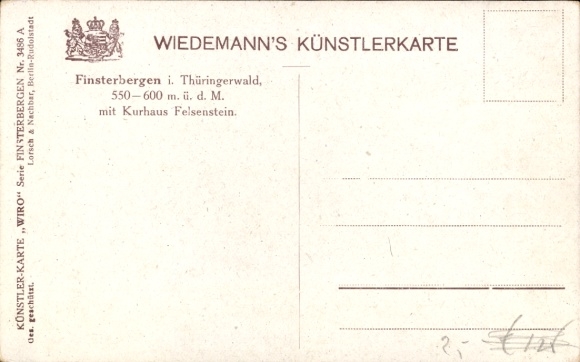 WIEDEMANN'S KÜNSTLERKARTE
Finsterbergen i. Thüringerwald,
550—600 m. ü. d. M.
mit Kurhaus Felsenstein.
KÜNSTLER-KARTE „WIRO" Serie FINSTERBERGEN Nr. 3486 A
Lorsch & Nachbar, Berlin-Rudolstadt
Ges. geschützt.
2,-